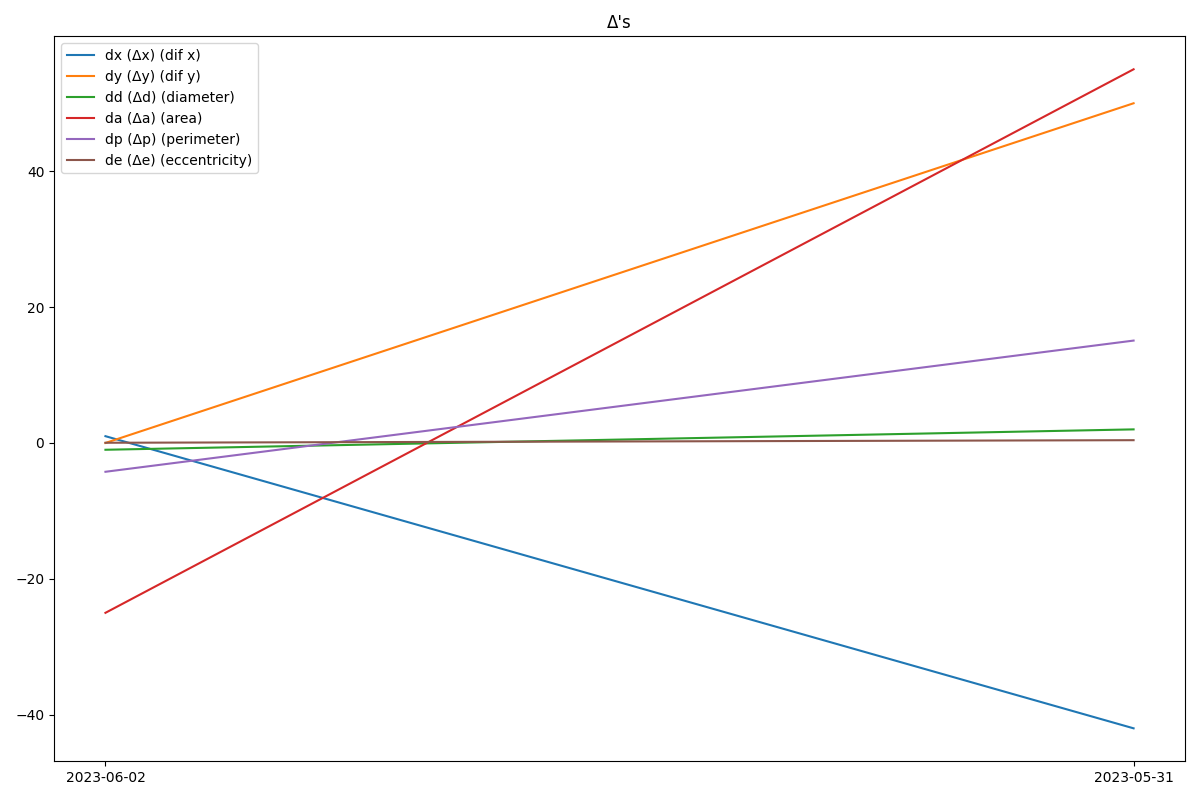 Δ's
dx (Δx) (dif x)
dy (Δy) (dif y)
dd (Δd) (diameter)
da (Δa) (area)
dp (Δp) (perimeter)
de (Δe) (eccentricity)
40
20
0
−20
−40
2023-06-02
2023-05-31